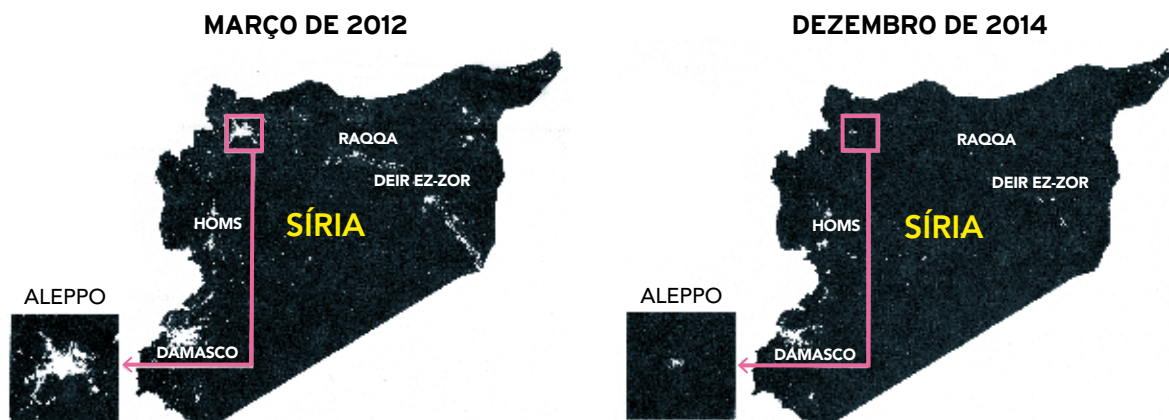 MARÇO DE 2012
RAQQA
DEIR EZ-ZOR
HOMS
SÍRIA
ALEPPO
DAMASCO
DEZEMBRO DE 2014
RAQQA
DEIR EZ-ZOR
HOMS
SÍRIA
ALEPPO
DAMASCO